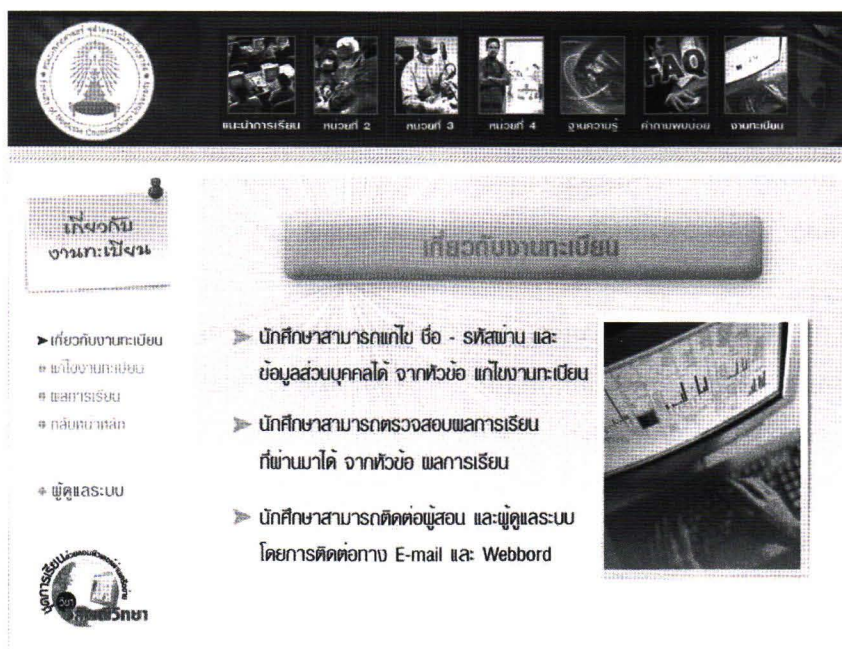 FAQ
แนะนำการเรียน หน่วยที่ 2 หน่วยที่ 3 หน่วยที่ 4 ฐานความรู้ คำถามพบบ่อย งานทะเบียน
เกี่ยวกับ
งานทะเบียน
เกี่ยวกับงานทะเบียน
เกี่ยวกับงานทะเบียน
แก้ไขงานทะเบียน
ผลการเรียน
กลับหน้าหลัก
ผู้ดูแลระบบ
นักศึกษาสามารถแก้ไข ชื่อ - รหัสผ่าน และ
ข้อมูลส่วนบุคคลได้ จากหัวข้อ แก้ไขงานทะเบียน
นักศึกษาสามารถตรวจสอบผลการเรียน
ที่ผ่านมาได้ จากหัวข้อ ผลการเรียน
นักศึกษาสามารถติดต่อผู้สอน และผู้ดูแลระบบ
โดยการติดต่อทาง E-mail และ Webbord